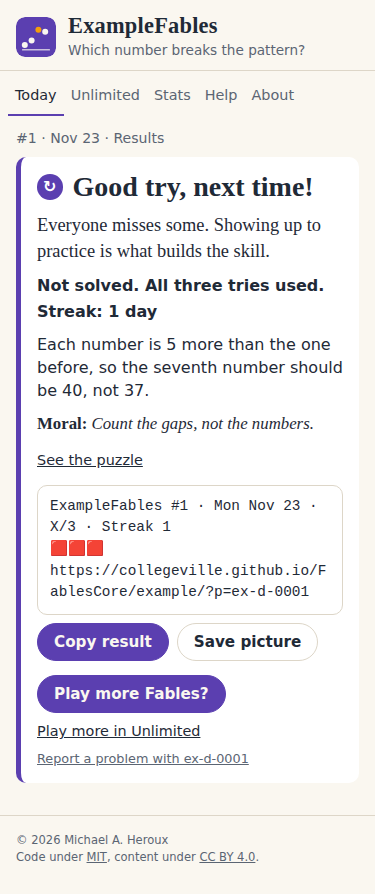 ExampleFables
Which number breaks the pattern?
Today Unlimited Stats Help About
#1 · Nov 23 · Results
↻ Good try, next time!
Everyone misses some. Showing up to
practice is what builds the skill.
Not solved. All three tries used.
Streak: 1 day
Each number is 5 more than the one
before, so the seventh number should
be 40, not 37.
Moral: Count the gaps, not the numbers.
See the puzzle
ExampleFables #1 · Mon Nov 23 ·
X/3 · Streak 1
🟥🟥🟥
https://collegeville.github.io/F
ablesCore/example/?p=ex-d-0001
Copy result Save picture
Play more Fables?
Play more in Unlimited
Report a problem with ex-d-0001
© 2026 Michael A. Heroux
Code under MIT, content under CC BY 4.0.